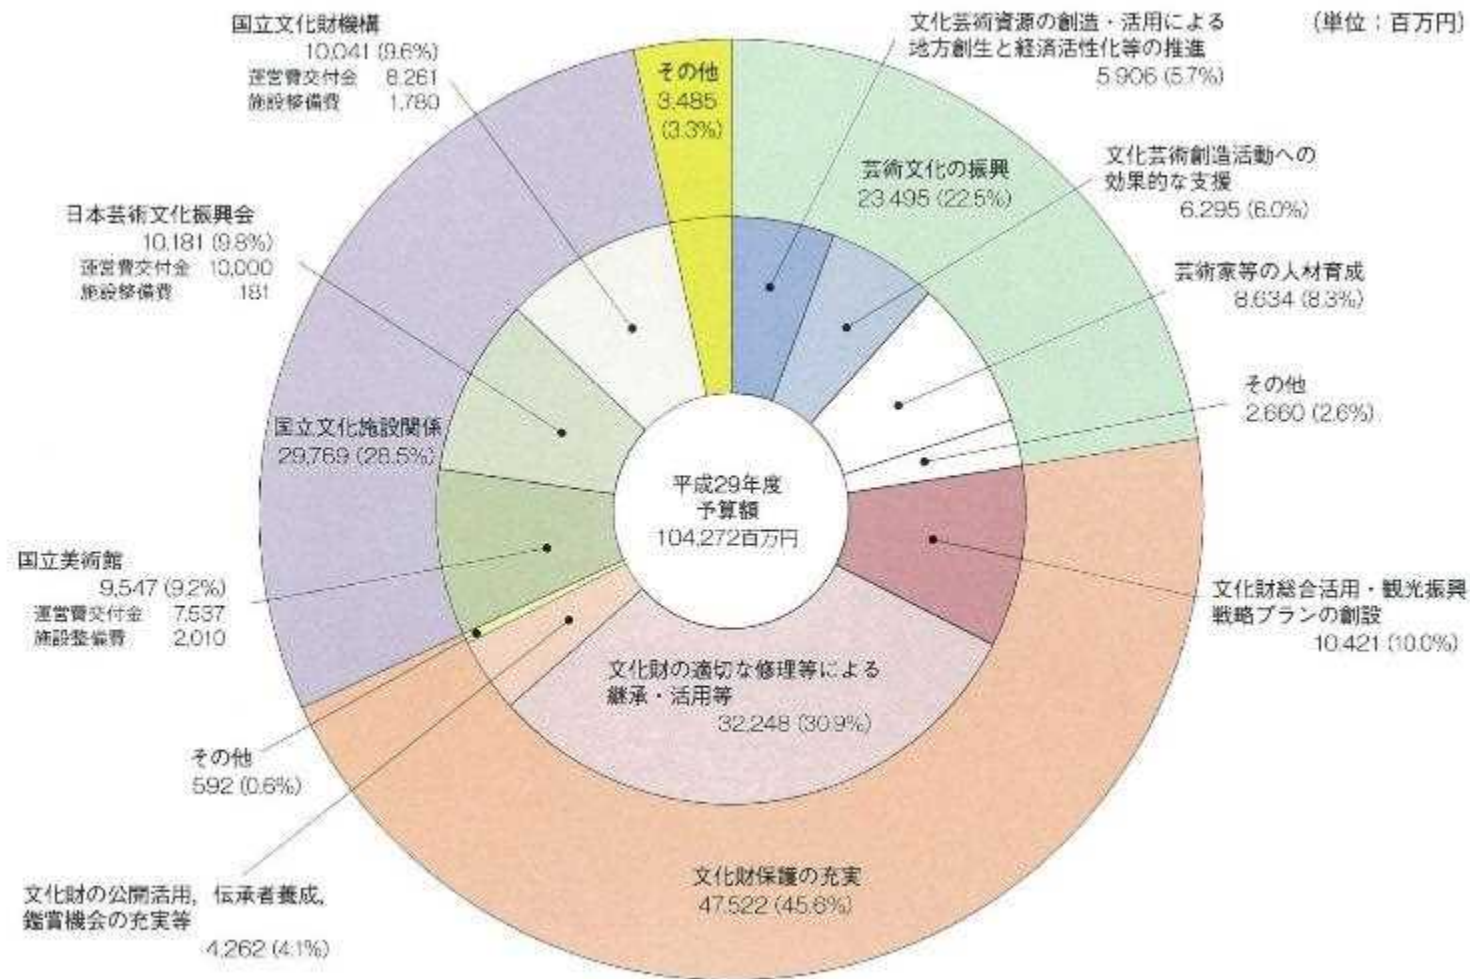 (単位：百万円)
国立文化財機構
10,041 (9.6%)
運営費交付金 8,261
施設整備費 1,780
その他
3,485
(3.3%)
文化芸術資源の創造・活用による
地方創生と経済活性化等の推進
5,906 (5.7%)
芸術文化の振興
23,495 (22.5%)
文化芸術創造活動への
効果的な支援
6,295 (6.0%)
日本芸術文化振興会
10,181 (9.8%)
運営費交付金 10,000
施設整備費 181
芸術家等の人材育成
8,634 (8.3%)
その他
2,660 (2.6%)
国立文化施設関係
29,769 (28.5%)
平成29年度
予算額
104,272百万円
国立美術館
9,547 (9.2%)
運営費交付金 7,537
施設整備費 2,010
文化財総合活用・観光振興
戦略プランの創設
10,421 (10.0%)
文化財の適切な修理等による
継承・活用等
32,248 (30.9%)
その他
592 (0.6%)
文化財保護の充実
47,522 (45.6%)
文化財の公開活用，伝承者養成，
鑑賞機会の充実等
4,262 (4.1%)